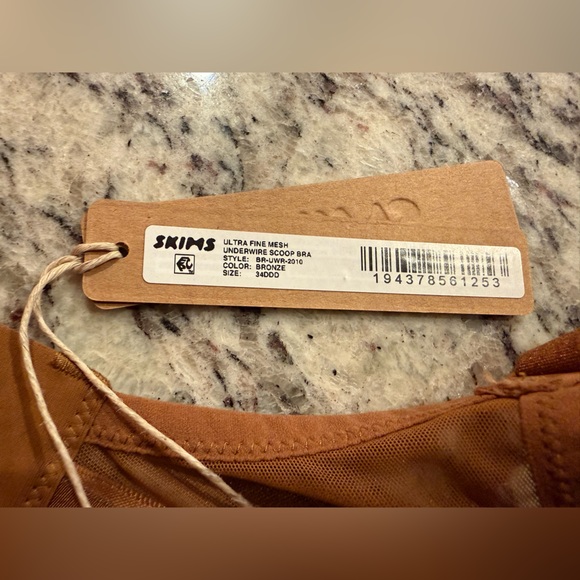 SKIMS
ULTRA FINE MESH
UNDERWIRE SCOOP BRA
STYLE: BR-UWR-2010
COLOR: BRONZE
SIZE: 34DDD
194378561253